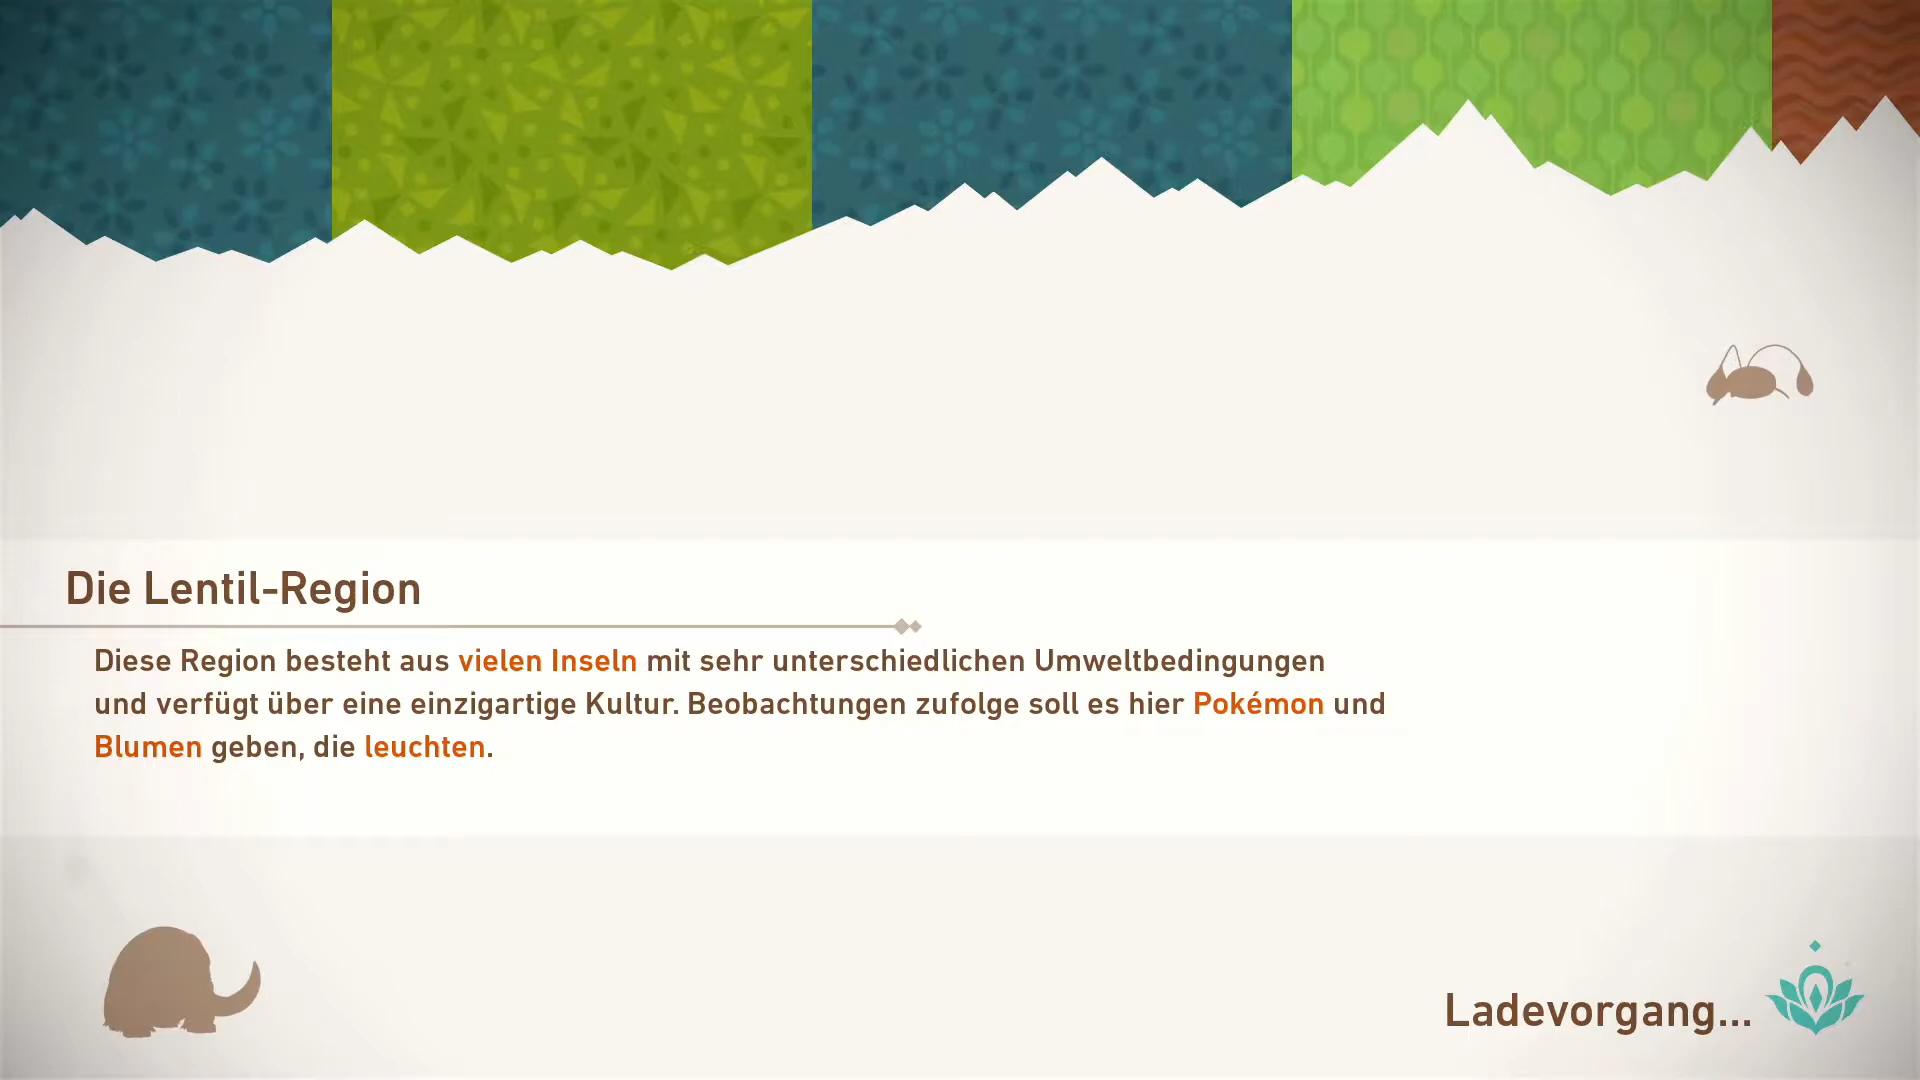 Die Lentil-Region
Diese Region besteht aus vielen Inseln mit sehr unterschiedlichen Umweltbedingungen
und verfügt über eine einzigartige Kultur. Beobachtungen zufolge soll es hier Pokémon und
Blumen geben, die leuchten.
Ladevorgang...